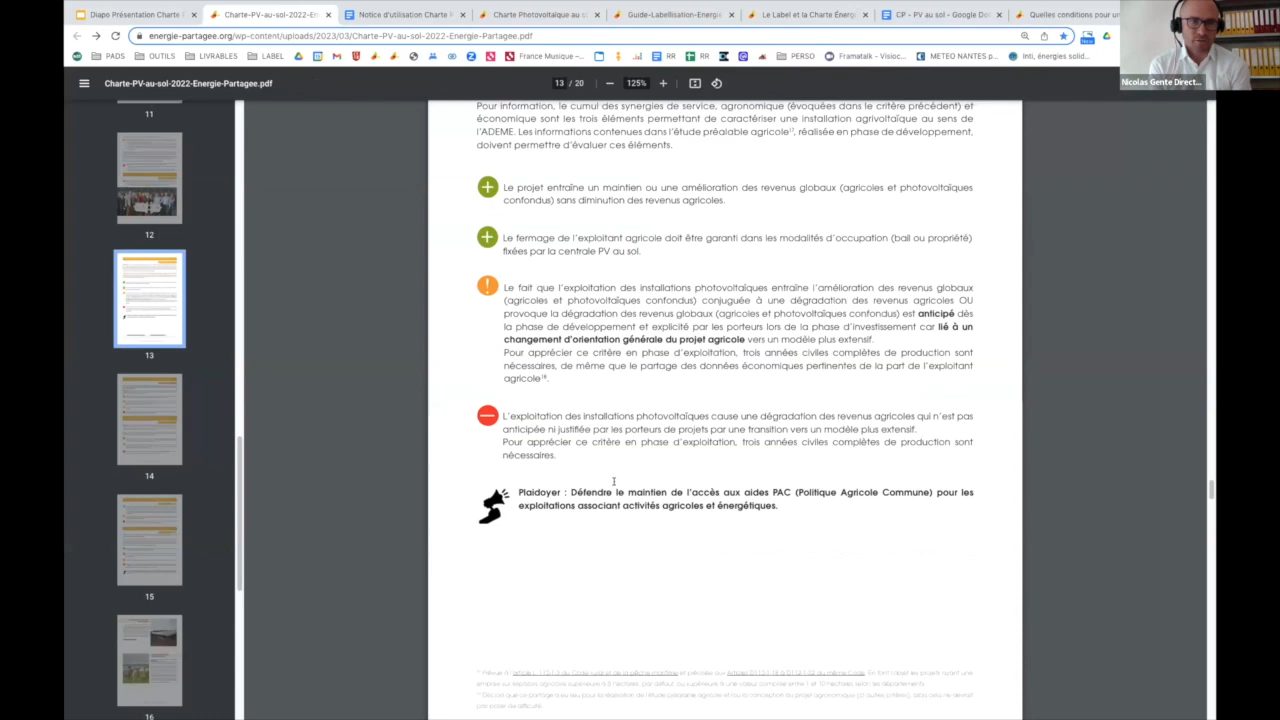 Diapo Présentation Charte
Charte-PV-au-sol-2022-En
Notice d'utilisation Charte
Charte Photovoltaïque au s
Guide-Labellisation-Energie
Le Label et la Charte Énerg
CP - PV au sol - Google Doc
Quelles conditions pour un
energie-partagee.org/wp-content/uploads/2023/03/Charte-PV-au-sol-2022-Energie-Partagee.pdf
PADS
OUTILS
LIVRABLES
LABEL
France Musique -...
RR
RR
PERSO
Framatalk - Visioc...
METEO NANTES p...
Inti, énergies solid...
Nicolas Gente Direct...
Charte-PV-au-sol-2022-Energie-Partagee.pdf
13 / 20
125%
11
12
13
14
15
16
Pour information, le cumul des synergies de service, agronomique (évoquées dans le critère précédent) et
économique sont les trois éléments permettant de caractériser une installation agrivoltaïque au sens de
l'ADEME. Les informations contenues dans l'étude préalable agricole17, réalisée en phase de développement,
doivent permettre d'évaluer ces éléments.
Le projet entraîne un maintien ou une amélioration des revenus globaux (agricoles et photovoltaïques
confondus) sans diminution des revenus agricoles.
Le fermage de l'exploitant agricole doit être garanti dans les modalités d'occupation (bail ou propriété)
fixées par la centrale PV au sol.
Le fait que l'exploitation des installations photovoltaïques entraîne l'amélioration des revenus globaux
(agricoles et photovoltaïques confondus) conjuguée à une dégradation des revenus agricoles OU
provoque la dégradation des revenus globaux (agricoles et photovoltaïques confondus) est anticipé dès
la phase de développement et explicité par les porteurs lors de la phase d'investissement car lié à un
changement d'orientation générale du projet agricole vers un modèle plus extensif.
Pour apprécier ce critère en phase d'exploitation, trois années civiles complètes de production sont
nécessaires, de même que le partage des données économiques pertinentes de la part de l'exploitant
agricole18.
L'exploitation des installations photovoltaïques cause une dégradation des revenus agricoles qui n'est pas
anticipée ni justifiée par les porteurs de projets par une transition vers un modèle plus extensif.
Pour apprécier ce critère en phase d'exploitation, trois années civiles complètes de production sont
nécessaires.
Plaidoyer : Défendre le maintien de l'accès aux aides PAC (Politique Agricole Commune) pour les
exploitations associant activités agricoles et énergétiques.